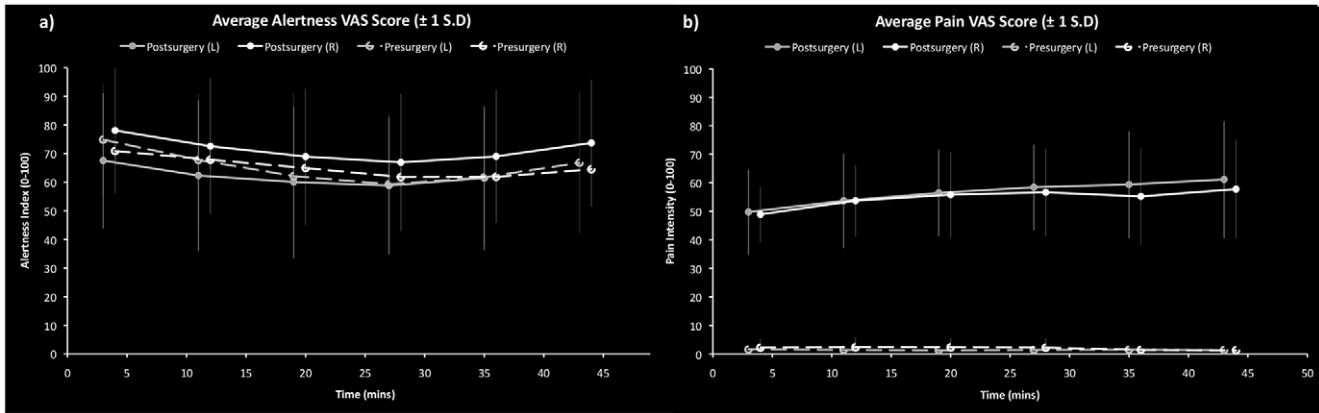 a)
Average Alertness VAS Score (± 1 S.D)
Postsurgery (L) Postsurgery (R) Presurgery (L) Presurgery (R)
Alertness Index (0-100)
100
90
80
70
60
50
40
30
20
10
0
0 5 10 15 20 25 30 35 40 45
Time (mins)
b)
Average Pain VAS Score (± 1 S.D)
Postsurgery (L) Postsurgery (R) Presurgery (L) Presurgery (R)
Pain Intensity (0-100)
100
90
80
70
60
50
40
30
20
10
0
0 5 10 15 20 25 30 35 40 45 50
Time (mins)